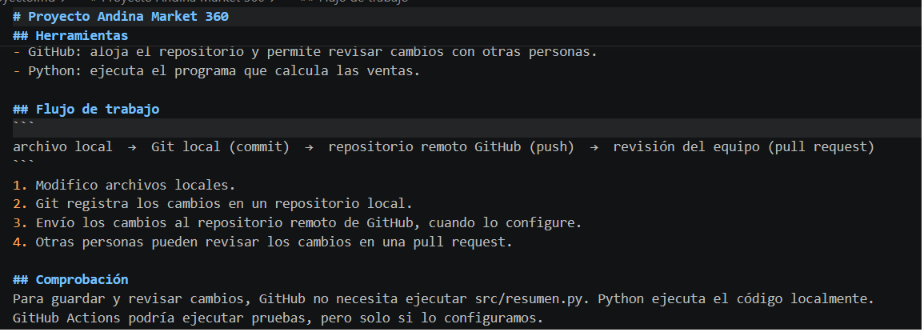 # Proyecto Andina Market 360
## Herramientas
- GitHub: aloja el repositorio y permite revisar cambios con otras personas.
- Python: ejecuta el programa que calcula las ventas.
## Flujo de trabajo
```
archivo local → Git local (commit) → repositorio remoto GitHub (push) → revisión del equipo (pull request)
```
1. Modifico archivos locales.
2. Git registra los cambios en un repositorio local.
3. Envío los cambios al repositorio remoto de GitHub, cuando lo configure.
4. Otras personas pueden revisar los cambios en una pull request.
## Comprobación
Para guardar y revisar cambios, GitHub no necesita ejecutar src/resumen.py. Python ejecuta el código localmente.
GitHub Actions podría ejecutar pruebas, pero solo si lo configuramos.